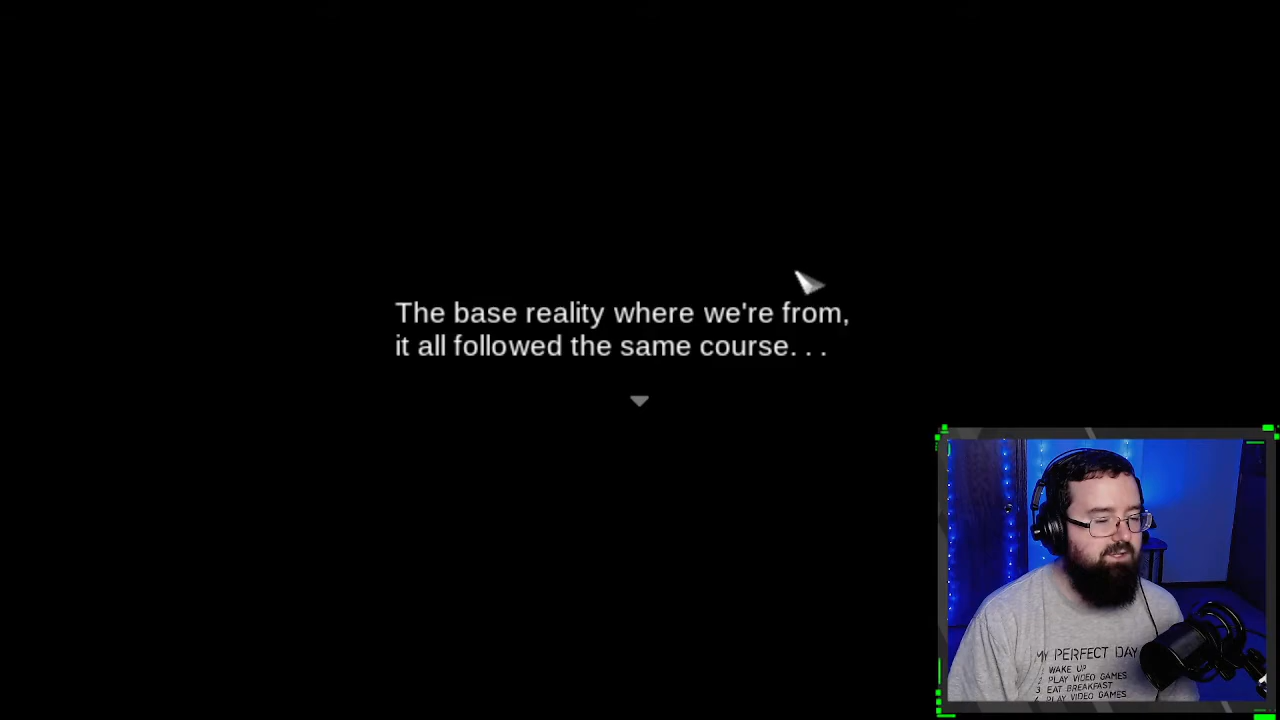 The base reality where we're from,
it all followed the same course. . .
MY PERFECT DAY
1 WAKE UP
2 PLAY VIDEO GAMES
3 EAT BREAKFAST
4 PLAY VIDEO GAMES